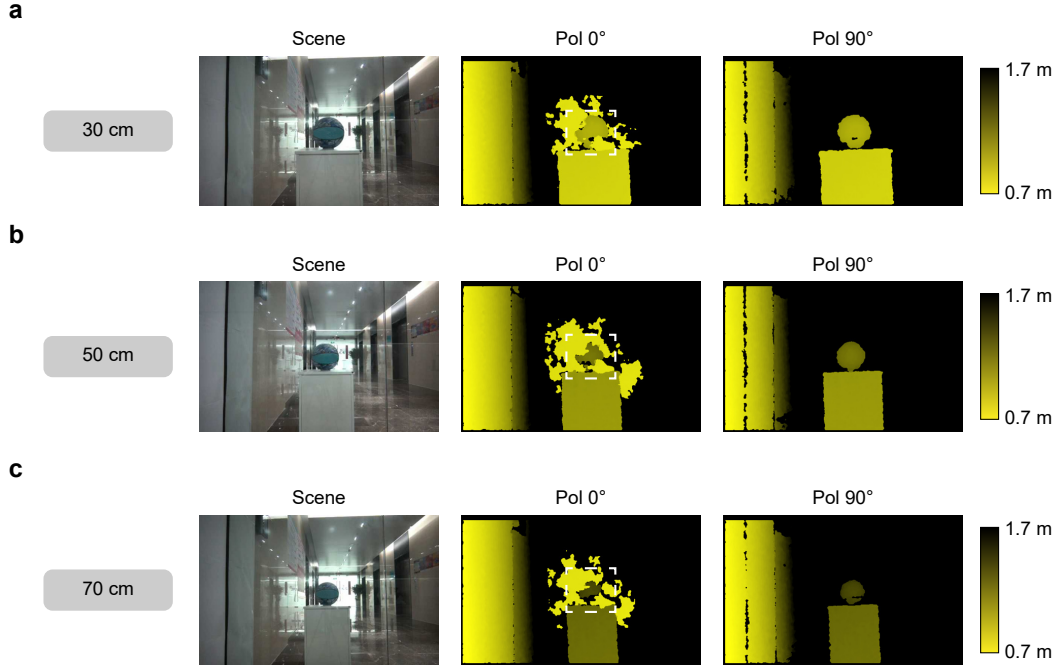 a
Scene
Pol 0°
Pol 90°
30 cm
1.7 m
0.7 m
b
Scene
Pol 0°
Pol 90°
50 cm
1.7 m
0.7 m
c
Scene
Pol 0°
Pol 90°
70 cm
1.7 m
0.7 m